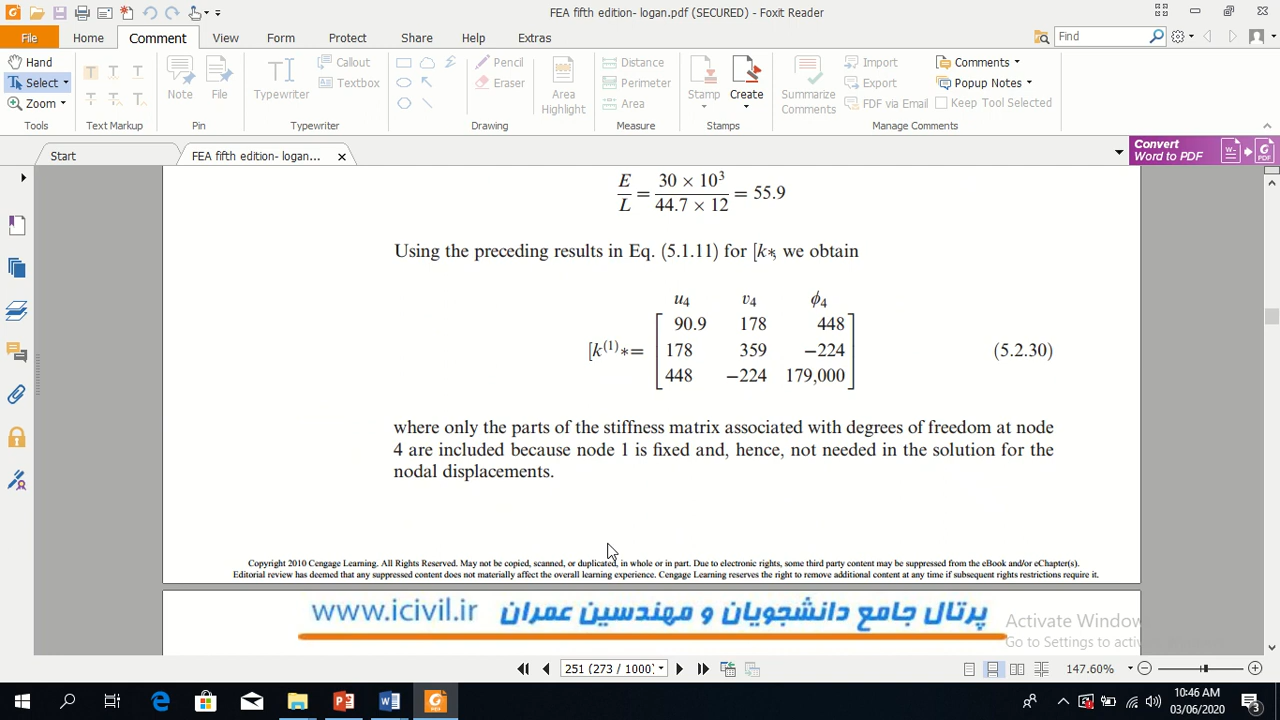 FEA fifth edition- logan.pdf (SECURED) - Foxit Reader
File Home Comment View Form Protect Share Help Extras Find
Hand Select Zoom Tools
Text Markup
Note File Pin
Typewriter Callout Textbox Typewriter
Pencil Eraser Drawing
Area Highlight Distance Perimeter Area Measure
Stamp Create Stamps
Summarize Comments Import Export FDF via Email Comments Popup Notes Keep Tool Selected Manage Comments
Start FEA fifth edition- logan...
Convert Word to PDF
E/L = 30 × 10³ / 44.7 × 12 = 55.9
Using the preceding results in Eq. (5.1.11) for [k*, we obtain
u₄ v₄ ϕ₄
90.9 178 448
[k⁽¹⁾*= 178 359 −224 (5.2.30)
448 −224 179,000
where only the parts of the stiffness matrix associated with degrees of freedom at node
4 are included because node 1 is fixed and, hence, not needed in the solution for the
nodal displacements.
Copyright 2010 Cengage Learning. All Rights Reserved. May not be copied, scanned, or duplicated, in whole or in part. Due to electronic rights, some third party content may be suppressed from the eBook and/or eChapter(s).
Editorial review has deemed that any suppressed content does not materially affect the overall learning experience. Cengage Learning reserves the right to remove additional content at any time if subsequent rights restrictions require it.
www.icivil.ir پرتال جامع دانشجویان و مهندسین عمران
Activate Window
Go to Settings to activ
251 (273 / 1000) 147.60%
10:46 AM
03/06/2020
3